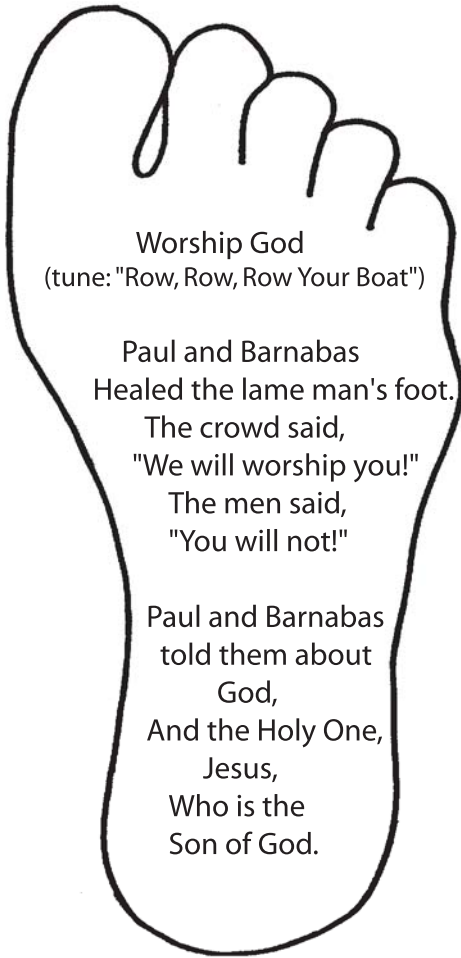 Worship God
(tune: "Row, Row, Row Your Boat")
Paul and Barnabas
Healed the lame man's foot.
The crowd said,
"We will worship you!"
The men said,
"You will not!"
Paul and Barnabas
told them about
God,
And the Holy One,
Jesus,
Who is the
Son of God.